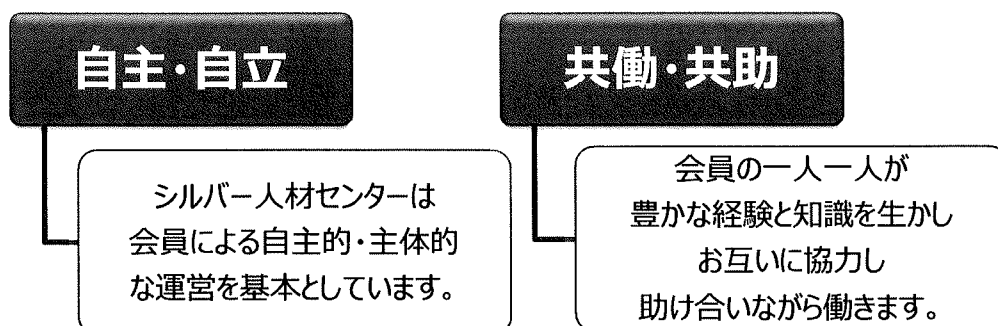 自主・自立
シルバー人材センターは
会員による自主的・主体的
な運営を基本としています。
共働・共助
会員の一人一人が
豊かな経験と知識を生かし
お互いに協力し
助け合いながら働きます。